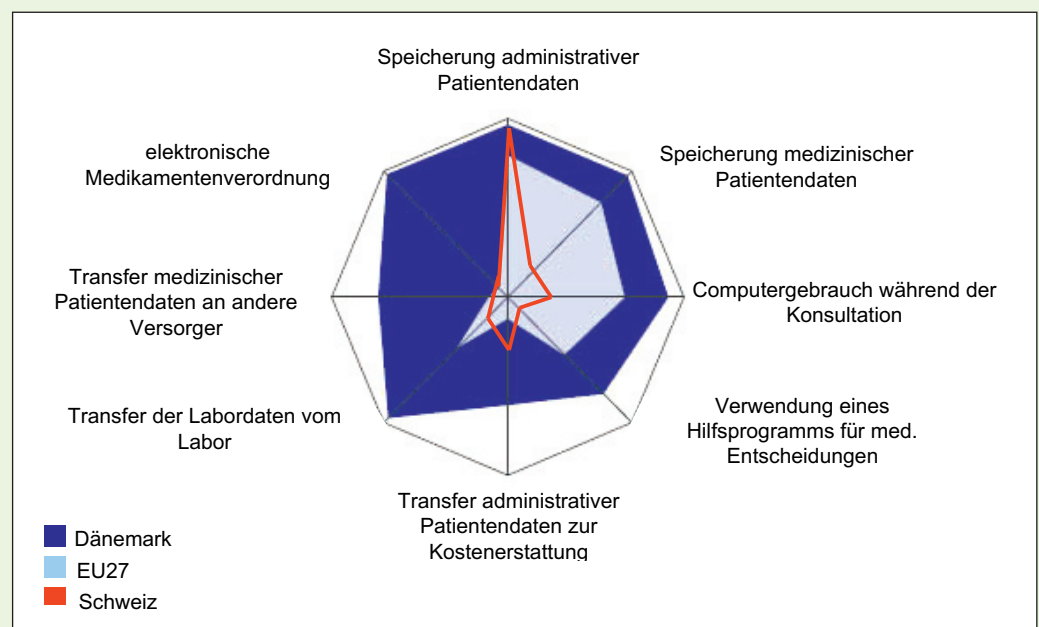 Speicherung administrativer
Patientendaten
elektronische
Medikamentenverordnung
Speicherung medizinischer
Patientendaten
Transfer medizinischer
Patientendaten an andere
Versorger
Computergebrauch während der
Konsultation
Transfer der Labordaten vom
Labor
Verwendung eines
Hilfsprogramms für med.
Entscheidungen
Transfer administrativer
Patientendaten zur
Kostenerstattung
Dänemark
EU27
Schweiz